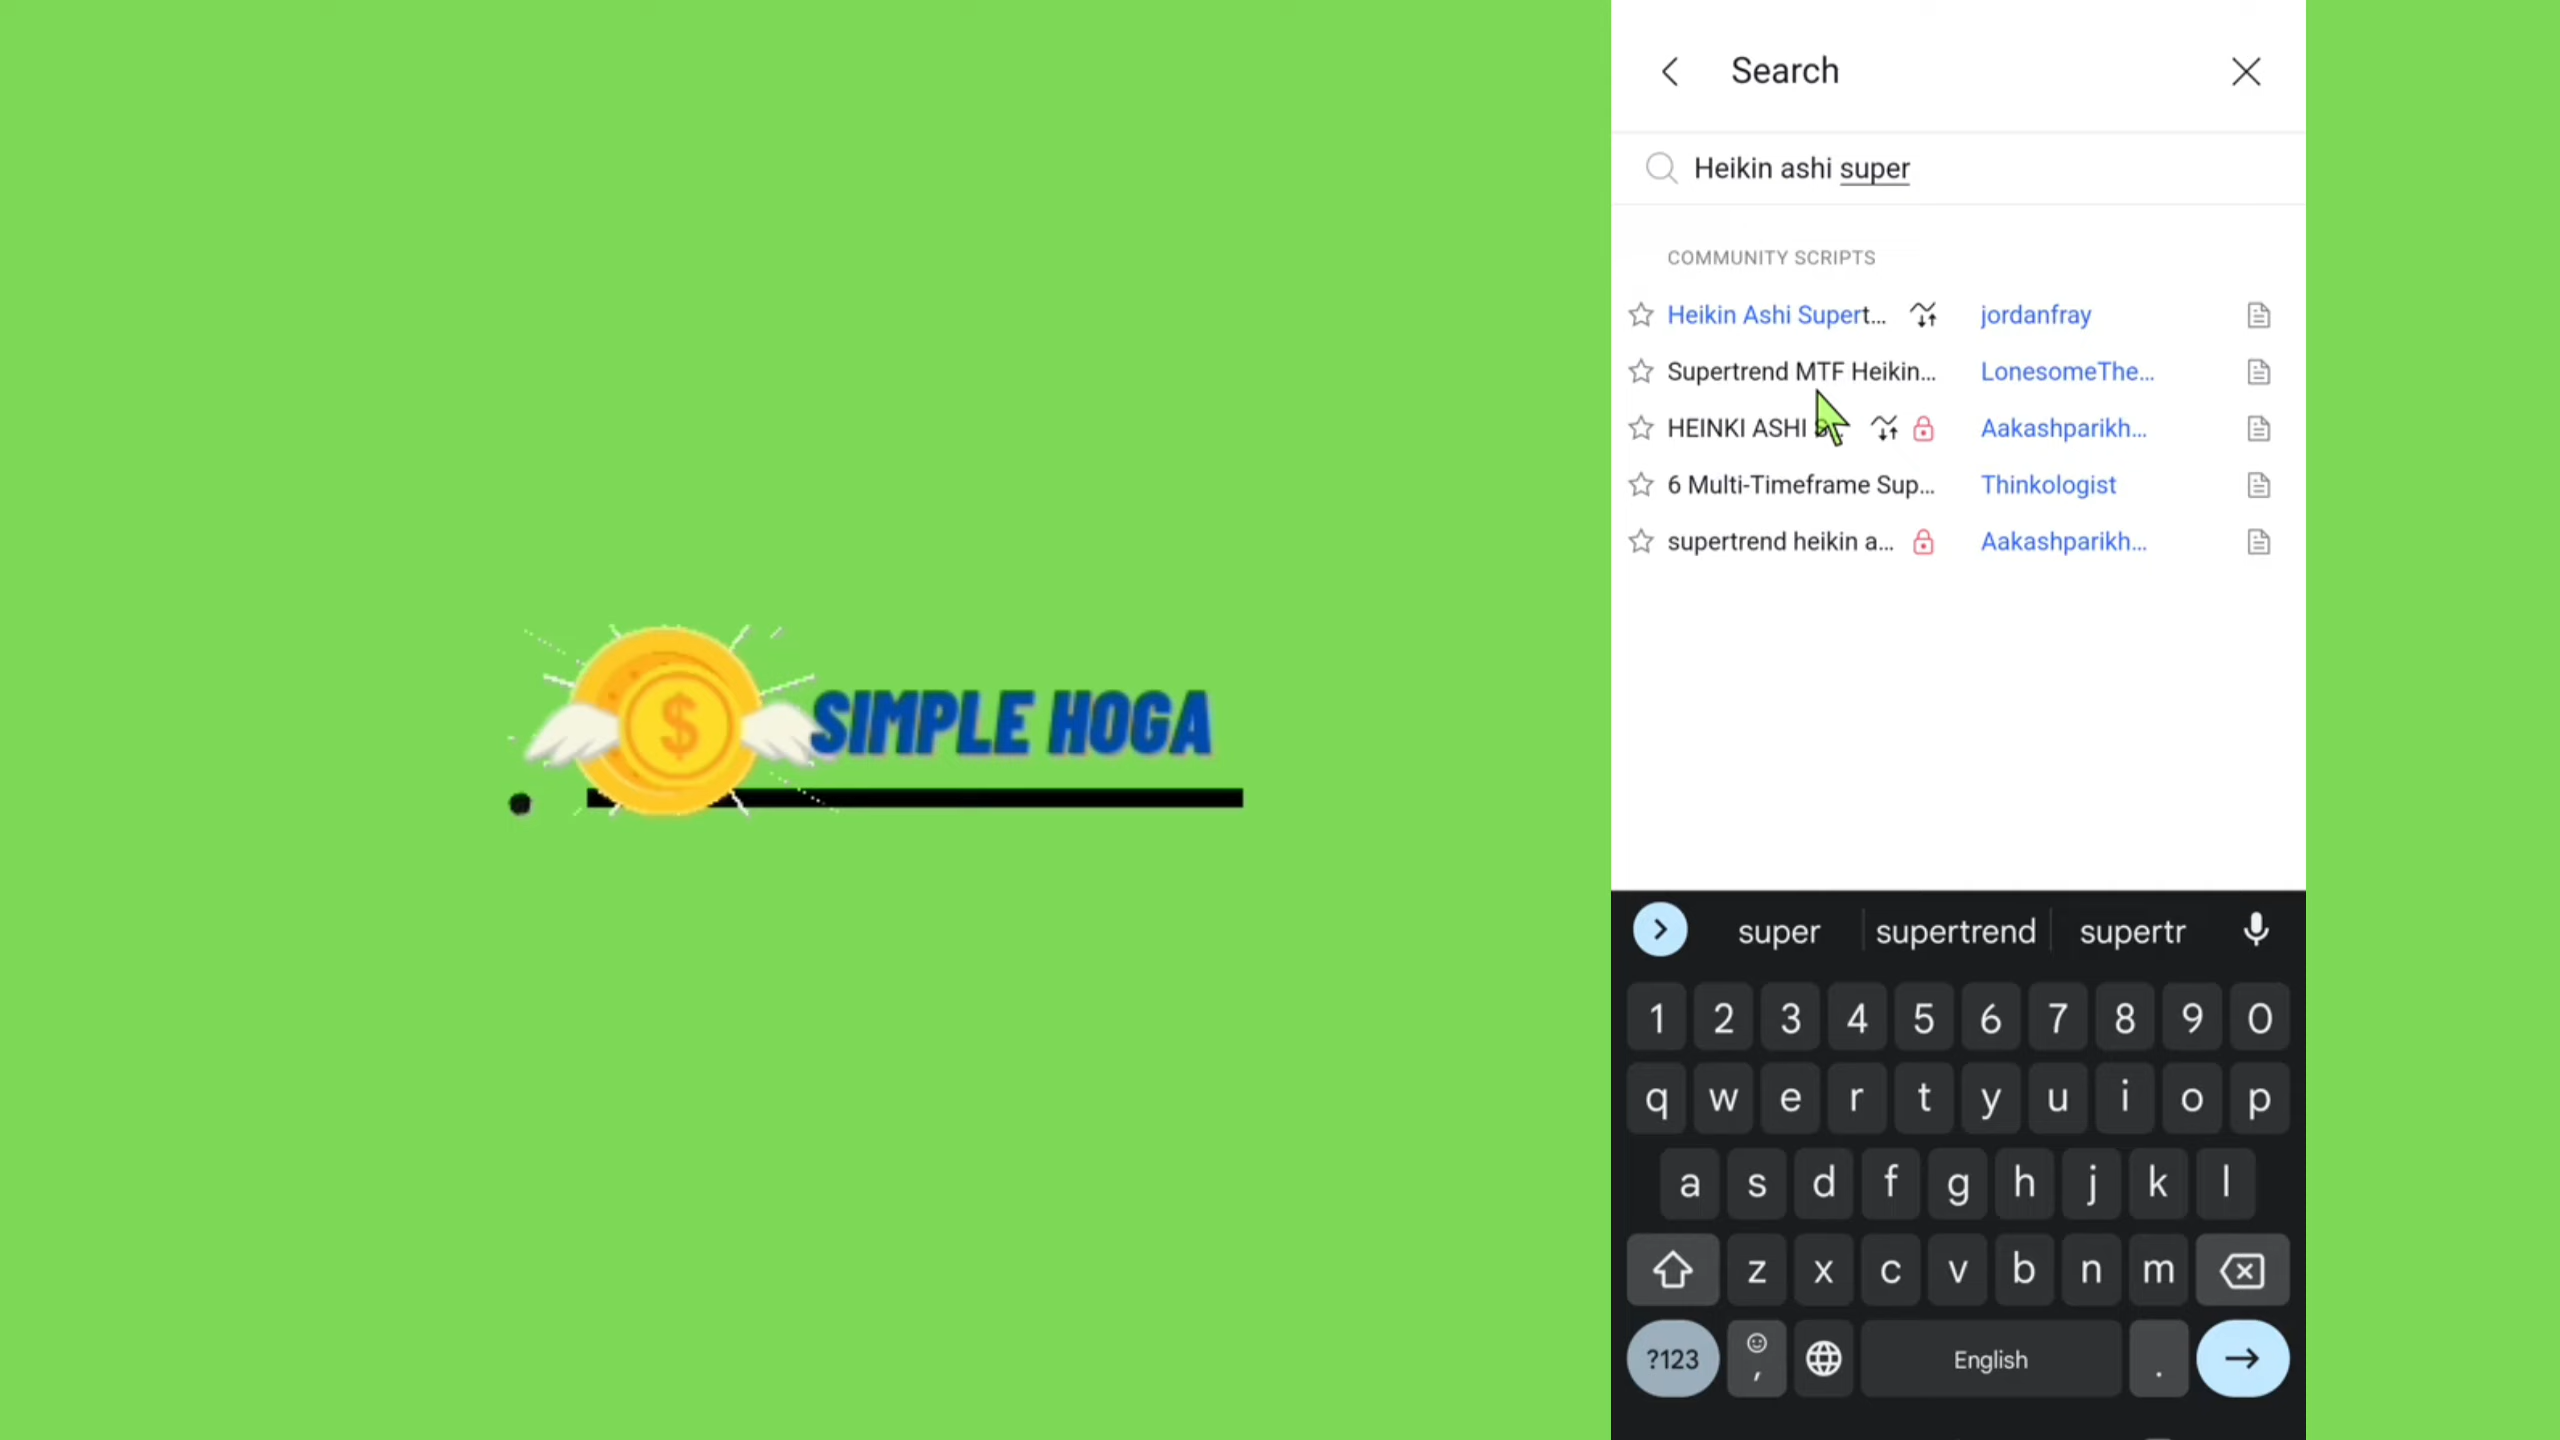 Search
Heikin ashi super
COMMUNITY SCRIPTS
Heikin Ashi Supert... jordanfray
Supertrend MTF Heikin... LonesomeThe...
HEINKI ASHI Aakashparikh...
6 Multi-Timeframe Sup... Thinkologist
supertrend heikin a... Aakashparikh...
SIMPLE HOGA
$
super supertrend supertr
1 2 3 4 5 6 7 8 9 0
q w e r t y u i o p
a s d f g h j k l
z x c v b n m
?123 , English .